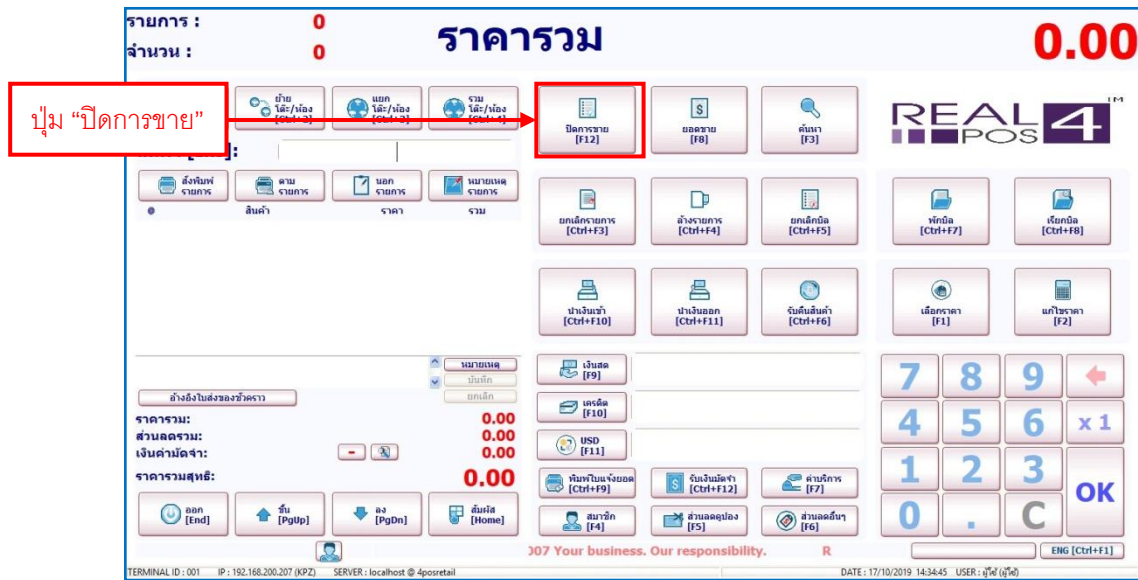 รายการ : 0
จำนวน : 0
ราคารวม
0.00
ปุ่ม “ปิดการขาย”
ย้าย
โต๊ะ/ห้อง
[Ctrl+2]
แยก
โต๊ะ/ห้อง
[Ctrl+3]
รวม
โต๊ะ/ห้อง
[Ctrl+4]
ปิดการขาย
[F12]
ยอดขาย
[F8]
ค้นหา
[F3]
REAL 4 ™
POS
สั่งพิมพ์
รายการ
ตาม
รายการ
นอก
รายการ
หมายเหตุ
รายการ
สินค้า ราคา รวม
ยกเลิกรายการ
[Ctrl+F3]
ล้างรายการ
[Ctrl+F4]
ยกเลิกบิล
[Ctrl+F5]
พักบิล
[Ctrl+F7]
เรียกบิล
[Ctrl+F8]
นำเงินเข้า
[Ctrl+F10]
นำเงินออก
[Ctrl+F11]
รับคืนสินค้า
[Ctrl+F6]
เลือกราคา
[F1]
แก้ไขราคา
[F2]
หมายเหตุ
บันทึก
ยกเลิก
อ้างอิงใบส่งของชั่วคราว
ราคารวม: 0.00
ส่วนลดรวม: 0.00
เงินค่ามัดจำ: - 0.00
ราคารวมสุทธิ: 0.00
เงินสด
[F9]
เครดิต
[F10]
USD
[F11]
พิมพ์ใบแจ้งยอด
[Ctrl+F9]
รับเงินมัดจำ
[Ctrl+F12]
ค่าบริการ
[F7]
สมาชิก
[F4]
ส่วนลดคูปอง
[F5]
ส่วนลดอื่นๆ
[F6]
7 8 9
4 5 6 x 1
1 2 3 OK
0 . C
ออก
[End]
ขึ้น
[PgUp]
ลง
[PgDn]
สัมผัส
[Home]
007 Your business. Our responsibility. R
ENG [Ctrl+F1]
TERMINAL ID : 001 IP : 192.168.200.207 (KPZ) SERVER : localhost @ 4posretail DATE : 17/10/2019 14:34:45 USER : ผู้ใช้ (ผู้ใช้)